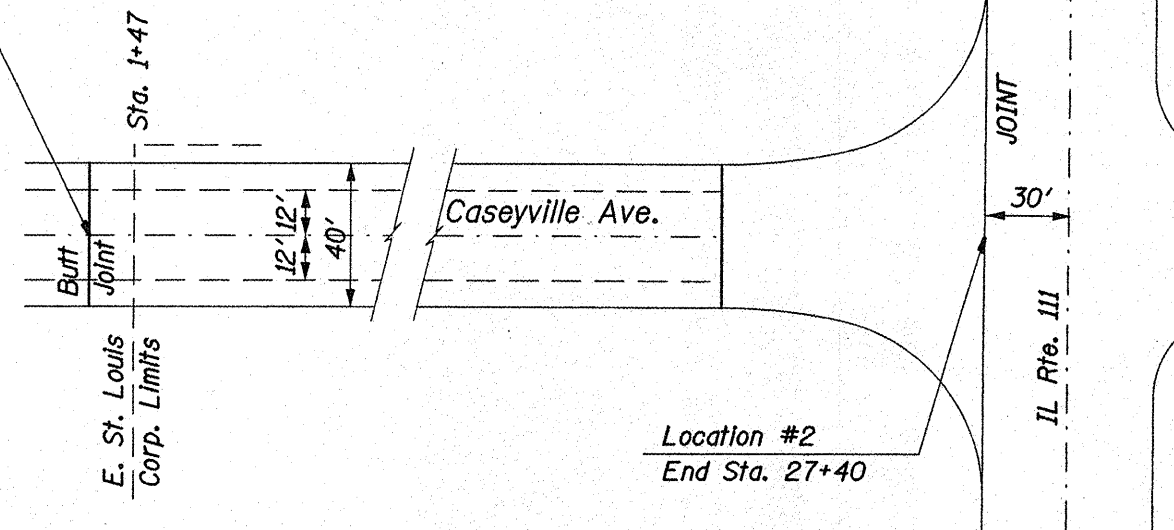 Sta. 1+47
JOINT
30'
Caseyville Ave.
12'
12'
40'
Butt
Joint
E. St. Louis
Corp. Limits
IL Rte. 111
Location #2
End Sta. 27+40